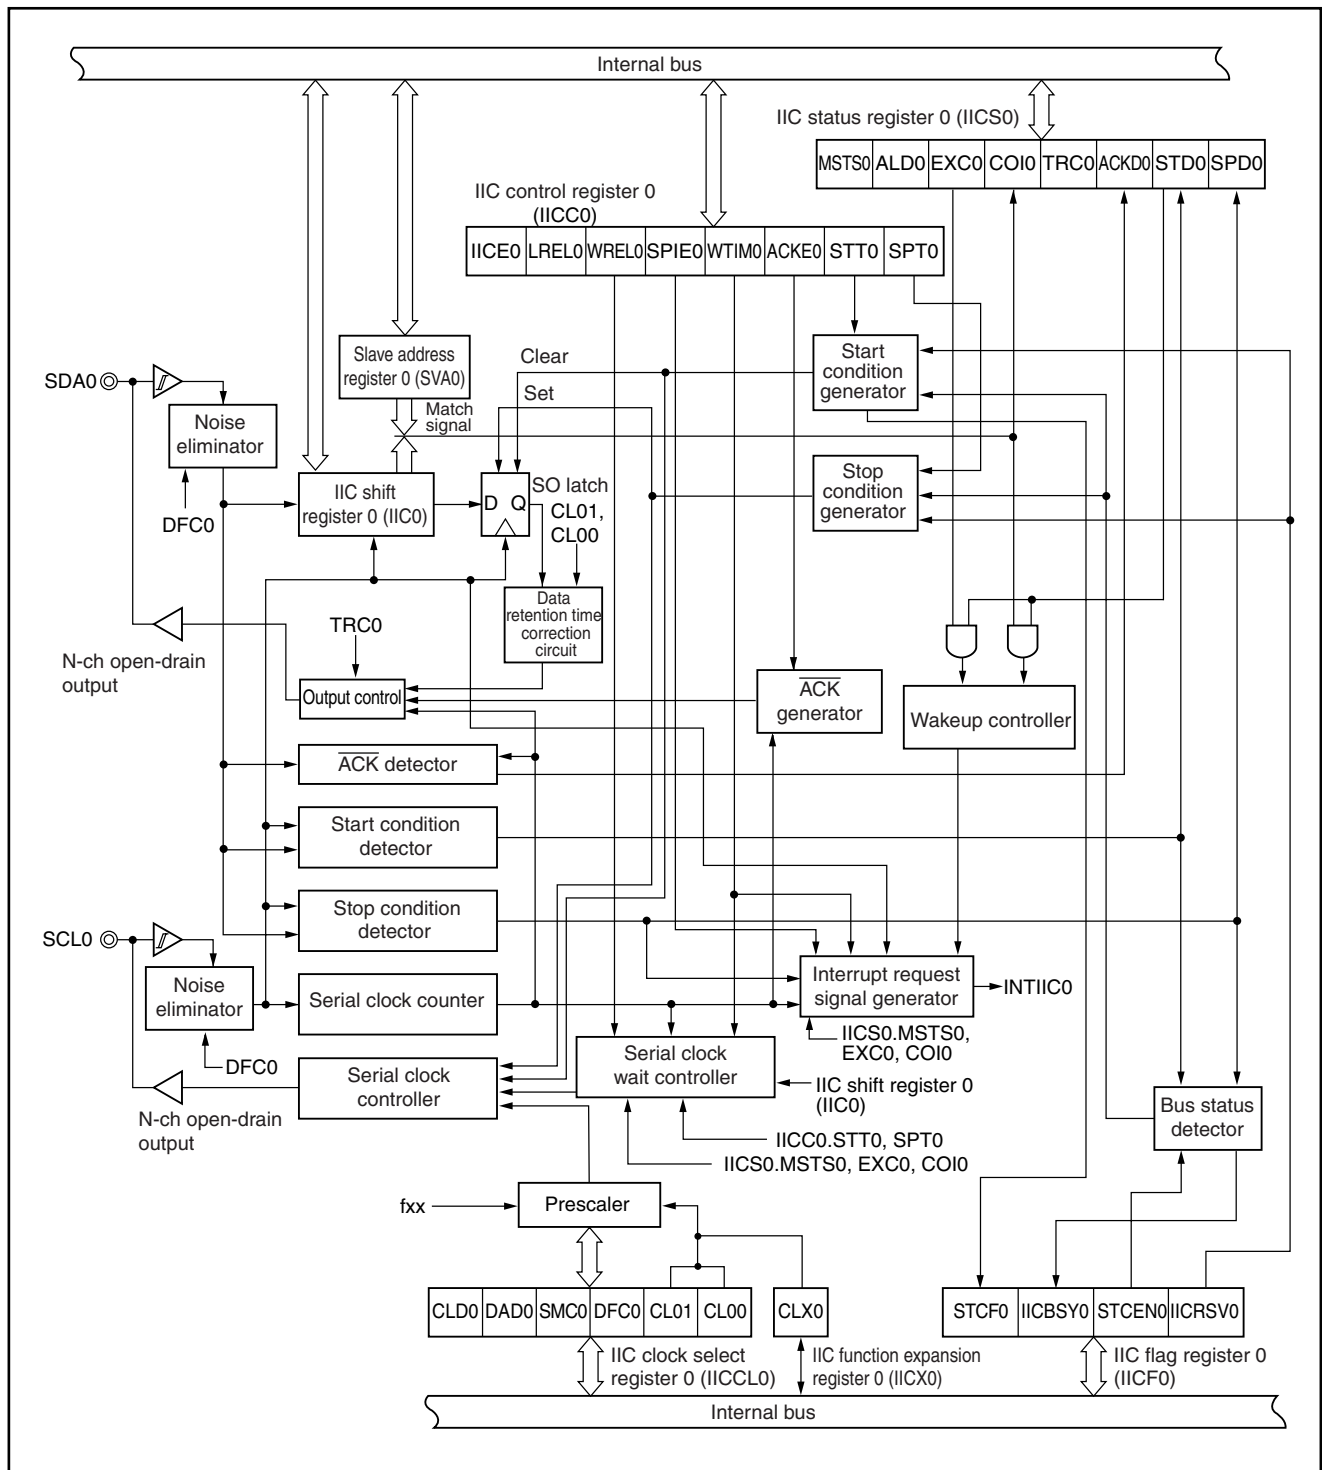 Internal bus
IIC status register 0 (IICS0)
MSTS0 ALD0 EXC0 COI0 TRC0 ACKD0 STD0 SPD0
IIC control register 0
(IICC0)
IICE0 LREL0 WREL0 SPIE0 WTIM0 ACKE0 STT0 SPT0
Slave address
register 0 (SVA0)
Clear
Set
Match
signal
Start
condition
generator
SDA0
Noise
eliminator
DFC0
IIC shift
register 0 (IIC0)
D Q
SO latch
CL01,
CL00
Stop
condition
generator
Data
retention time
correction
circuit
TRC0
N-ch open-drain
output
Output control
ACK
generator
Wakeup controller
ACK detector
Start condition
detector
Stop condition
detector
SCL0
Noise
eliminator
DFC0
Serial clock counter
Interrupt request
signal generator
INTIIC0
IICS0.MSTS0,
EXC0, COI0
Serial clock
controller
Serial clock
wait controller
IIC shift register 0
(IIC0)
N-ch open-drain
output
IICC0.STT0, SPT0
IICS0.MSTS0, EXC0, COI0
Bus status
detector
fxx
Prescaler
CLD0 DAD0 SMC0 DFC0 CL01 CL00
CLX0
STCF0 IICBSY0 STCEN0 IICRSV0
IIC clock select
register 0 (IICCL0)
IIC function expansion
register 0 (IICX0)
IIC flag register 0
(IICF0)
Internal bus